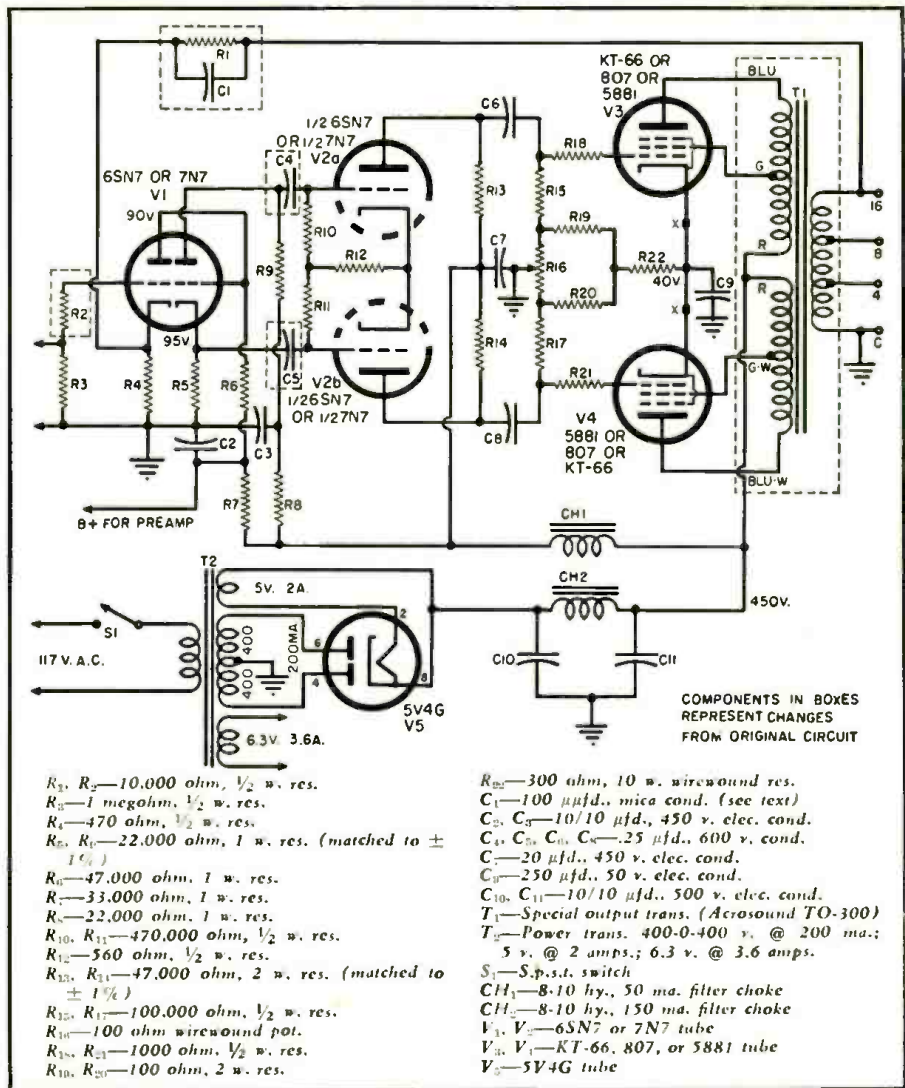 R1
C1
KT-66 OR
807 OR
5881
V3
BLU
T1
C6
1/2 6SN7
OR 1/2 7N7
V2a
6SN7 OR 7N7
V1
90V
C4
R18
G
16
R13
R15
R10
R19
X
R2
R9
R12
C7
R16
R22
R
8
40V
C9
R
R11
R20
4
95V
C5
R14
R17
X
G-W
C
R3
R4
R5
R6
V2b
1/2 6SN7
OR 1/2 7N7
R21
C8
V4
5881 OR
807 OR
KT-66
C2
C3
R7
R8
BLU-W
B+ FOR PREAMP
CH1
T2
CH2
5V. 2A.
450V.
S1
2
6
400
400
200MA
117 V. A.C.
4
8
C10
C11
5V4G
V5
6.3V. 3.6A.
COMPONENTS IN BOXES
REPRESENT CHANGES
FROM ORIGINAL CIRCUIT
R1, R2—10,000 ohm, 1/2 w. res.
R3—1 megohm, 1/2 w. res.
R4—470 ohm, 1/2 w. res.
R5, R9—22,000 ohm, 1 w. res. (matched to ±
1%)
R6—47,000 ohm, 1 w. res.
R7—33,000 ohm, 1 w. res.
R8—22,000 ohm, 1 w. res.
R10, R11—470,000 ohm, 1/2 w. res.
R12—560 ohm, 1/2 w. res.
R13, R14—47,000 ohm, 2 w. res. (matched to
± 1%)
R15, R17—100,000 ohm, 1/2 w. res.
R16—100 ohm wirewound pot.
R18, R21—1000 ohm, 1/2 w. res.
R19, R20—100 ohm, 2 w. res.
R22—300 ohm, 10 w. wirewound res.
C1—100 μμfd., mica cond. (see text)
C2, C3—10/10 μfd., 450 v. elec. cond.
C4, C5, C6, C8—.25 μfd., 600 v. cond.
C7—20 μfd., 450 v. elec. cond.
C9—250 μfd., 50 v. elec. cond.
C10, C11—10/10 μfd., 500 v. elec. cond.
T1—Special output trans. (Acrosound TO-300)
T2—Power trans. 400-0-400 v. @ 200 ma.;
5 v. @ 2 amps.; 6.3 v. @ 3.6 amps.
S1—S.p.s.t. switch
CH1—8-10 hy., 50 ma. filter choke
CH2—8-10 hy., 150 ma. filter choke
V1, V2—6SN7 or 7N7 tube
V3, V4—KT-66, 807, or 5881 tube
V5—5V4G tube